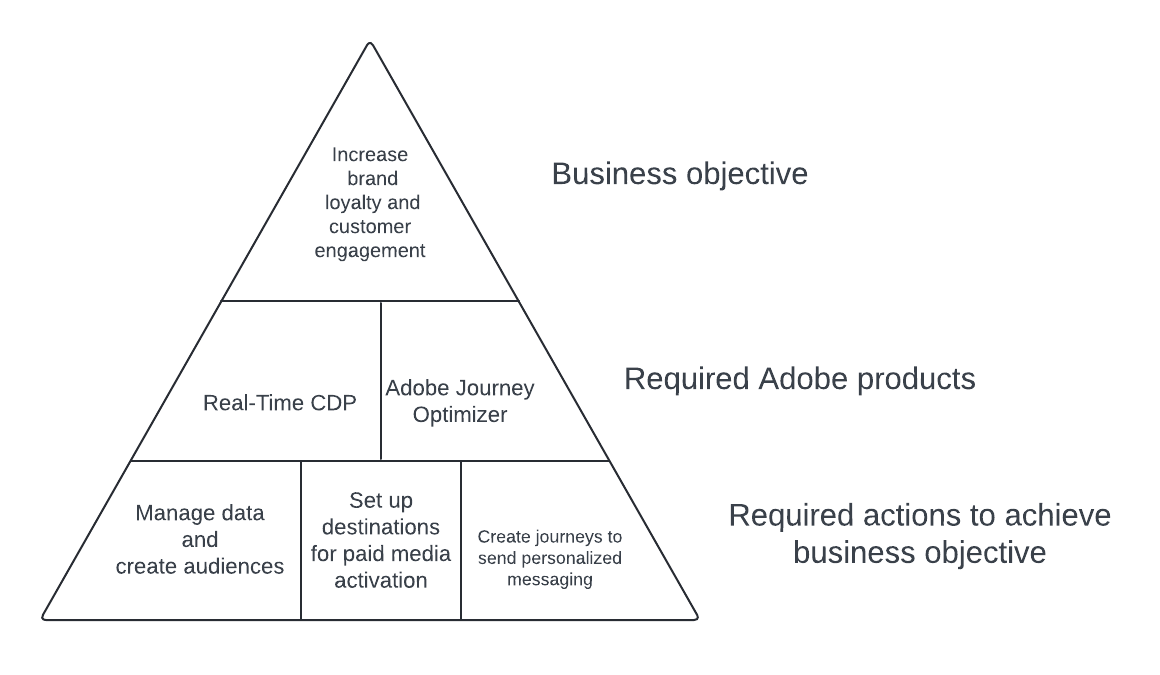 Increase
brand
loyalty and
customer
engagement
Business objective
Real-Time CDP
Adobe Journey
Optimizer
Required Adobe products
Manage data
and
create audiences
Set up
destinations
for paid media
activation
Create journeys to
send personalized
messaging
Required actions to achieve
business objective